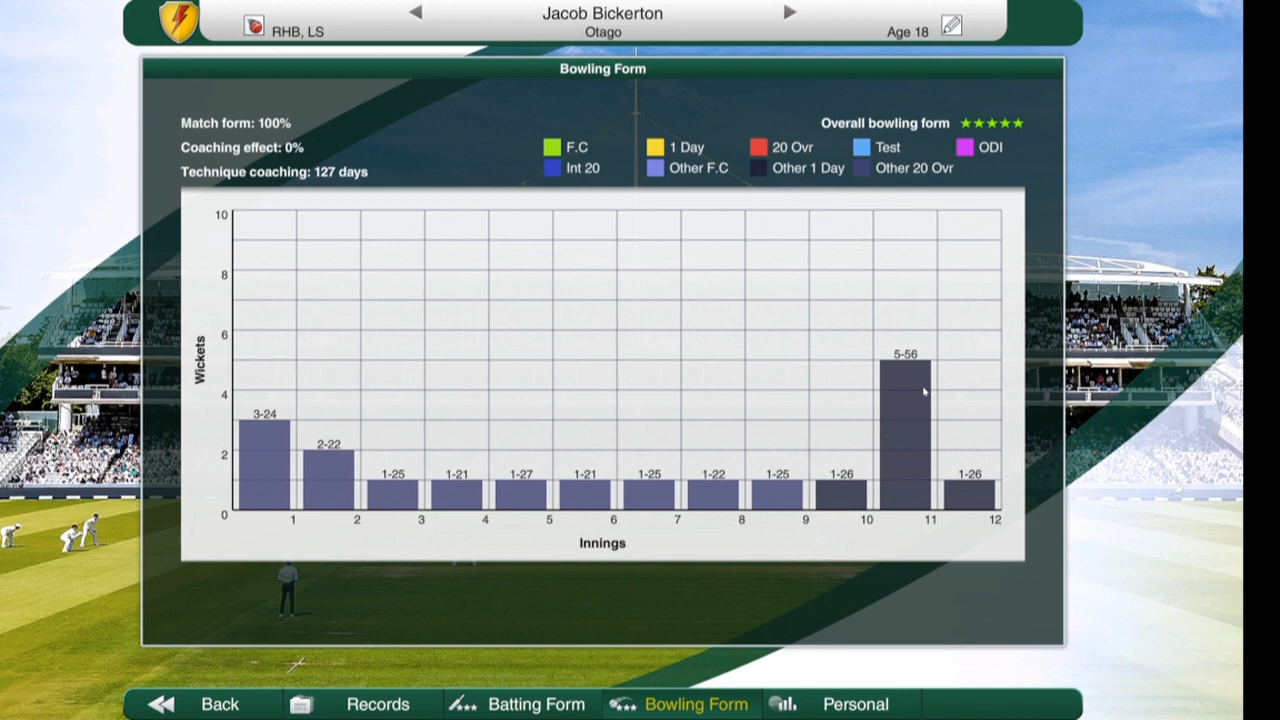 Jacob Bickerton
RHB, LS
Otago
Age 18
Bowling Form
Match form: 100%
Coaching effect: 0%
Technique coaching: 127 days
Overall bowling form
F.C 1 Day 20 Ovr Test ODI
Int 20 Other F.C Other 1 Day Other 20 Ovr
10
8
6
4
2
0
Wickets
3-24 2-22 1-25 1-21 1-27 1-21 1-25 1-22 1-25 1-26 5-56 1-26
1 2 3 4 5 6 7 8 9 10 11 12
Innings
Back Records Batting Form Bowling Form Personal